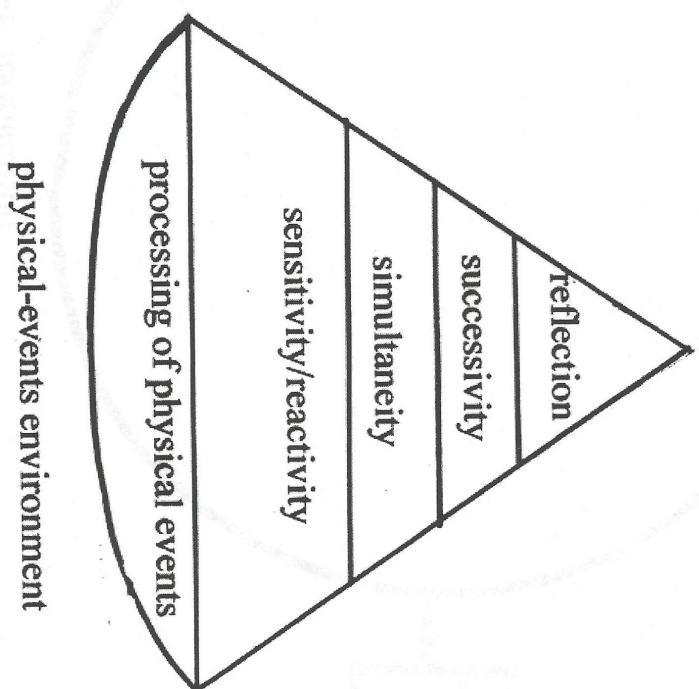 reflection
successivity
simultaneity
sensitivity/reactivity
processing of physical events
physical-events environment